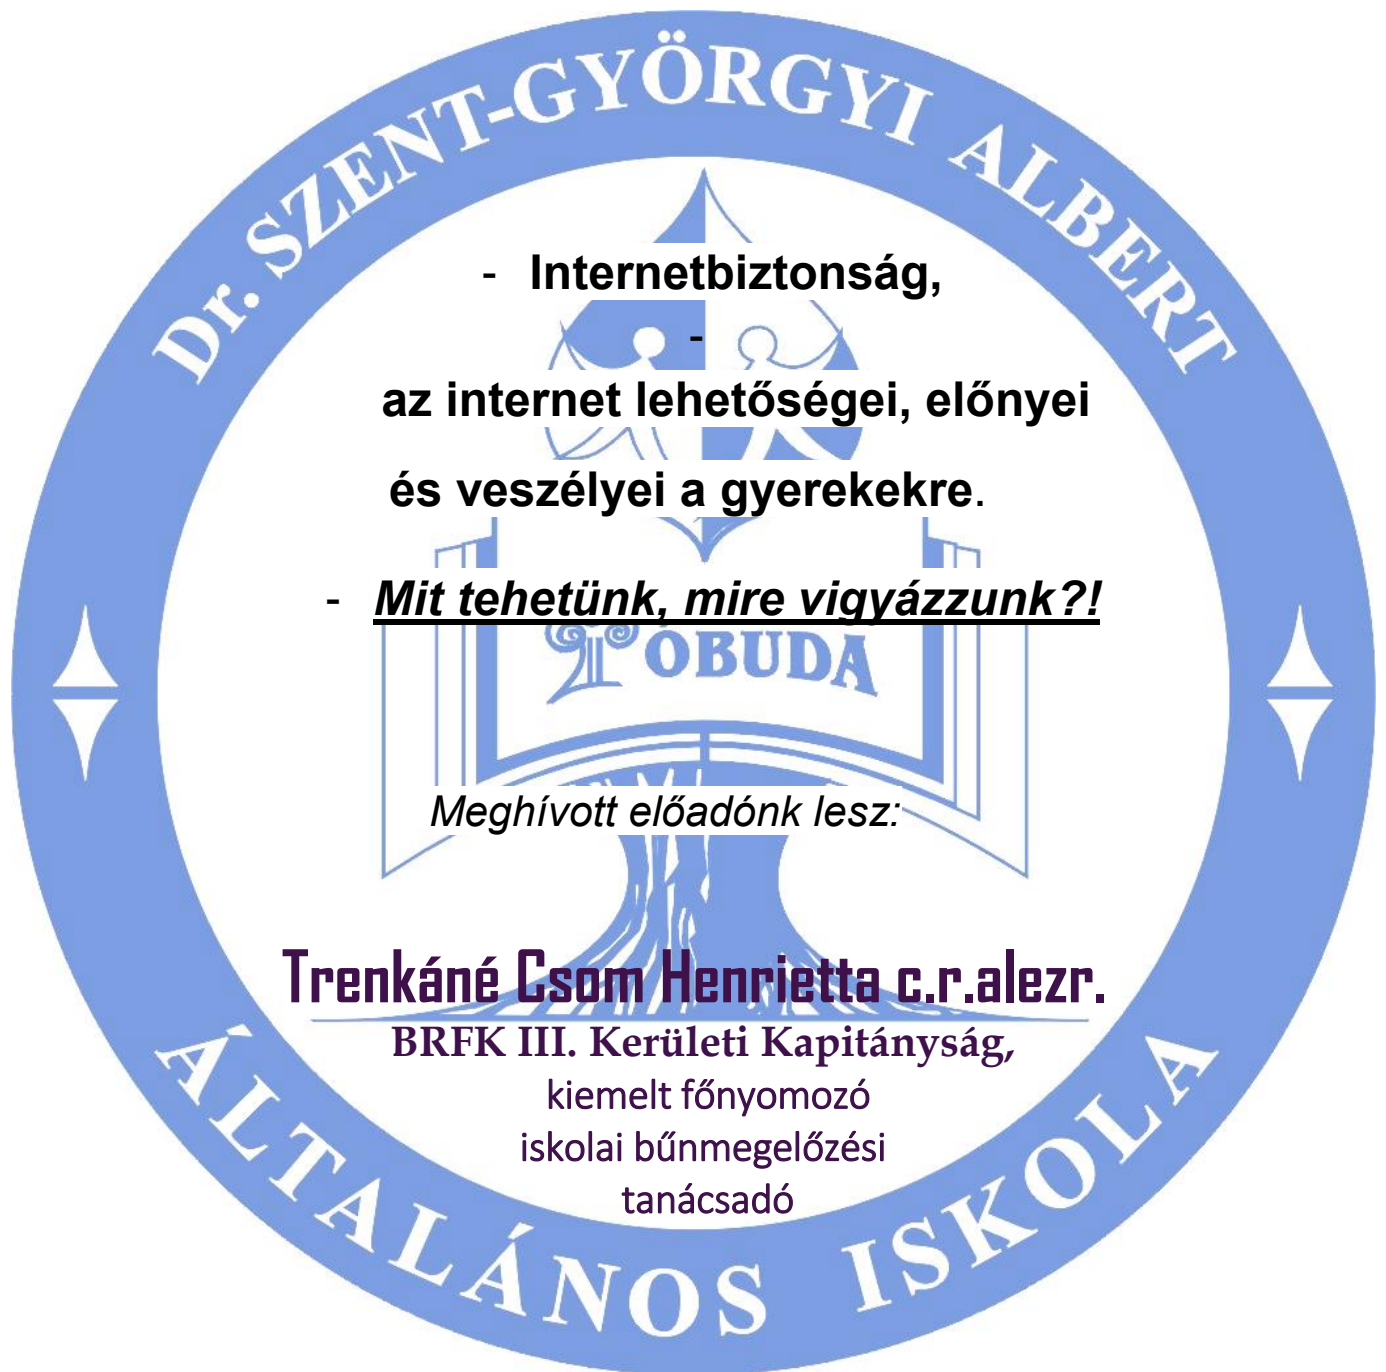 Dr. SZENT-GYÖRGYI ALBERT
- Internetbiztonság,
-
az internet lehetőségei, előnyei
és veszélyei a gyerekekre.
- Mit tehetünk, mire vigyázzunk?!
ÓBUDA
Meghívott előadónk lesz:
Trenkáné Csom Henrietta c.r.alezr.
BRFK III. Kerületi Kapitányság,
kiemelt főnyomozó
iskolai bűnmegelőzési
tanácsadó
ÁLTALÁNOS ISKOLA